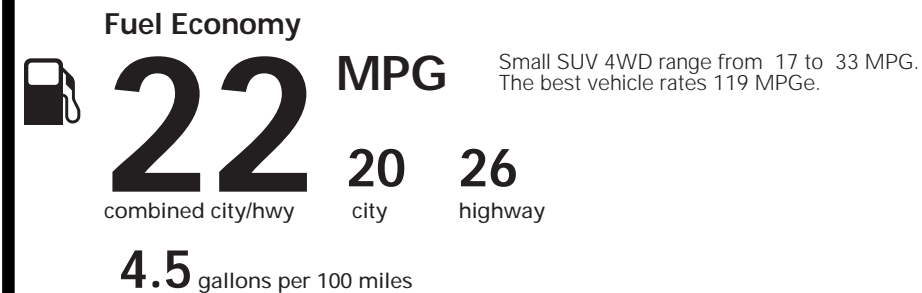 Fuel Economy
22 MPG
Small SUV 4WD range from 17 to 33 MPG.
The best vehicle rates 119 MPGe.
20 26
combined city/hwy city highway
4.5 gallons per 100 miles